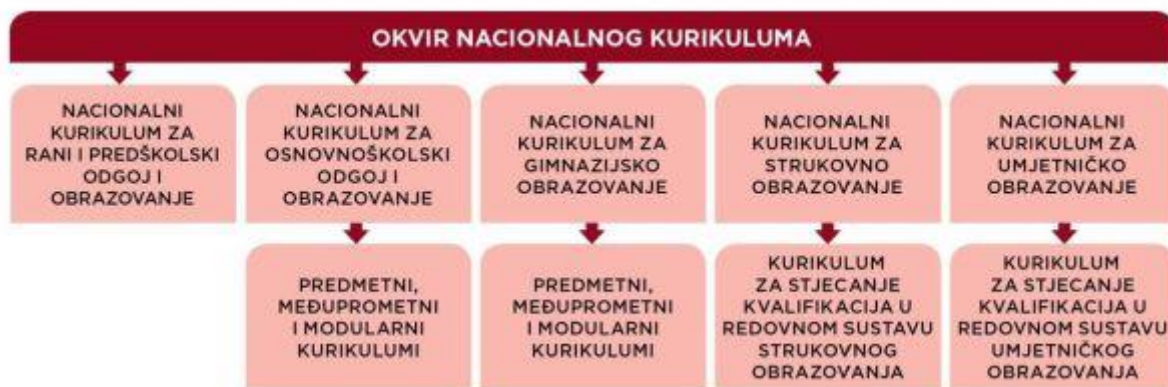 OKVIR NACIONALNOG KURIKULUMA
NACIONALNI
KURIKULUM ZA
RANI I PREDŠKOLSKI
ODGOJ I
OBRAZOVANJE
NACIONALNI
KURIKULUM ZA
OSNOVNOŠKOLSKI
ODGOJ I
OBRAZOVANJE
NACIONALNI
KURIKULUM ZA
GIMNAZIJSKO
OBRAZOVANJE
NACIONALNI
KURIKULUM ZA
STRUKOVNO
OBRAZOVANJE
NACIONALNI
KURIKULUM ZA
UMJETNIČKO
OBRAZOVANJE
PREDMETNI,
MEĐUPROMETNI
I MODULARNI
KURIKULUMI
PREDMETNI,
MEĐUPROMETNI
I MODULARNI
KURIKULUMI
KURIKULUM
ZA STJECANJE
KVALIFIKACIJA U
REDOVNOM SUSTAVU
STRUKOVNOG
OBRAZOVANJA
KURIKULUM
ZA STJECANJE
KVALIFIKACIJA U
REDOVNOM SUSTAVU
UMJETNIČKOG
OBRAZOVANJA